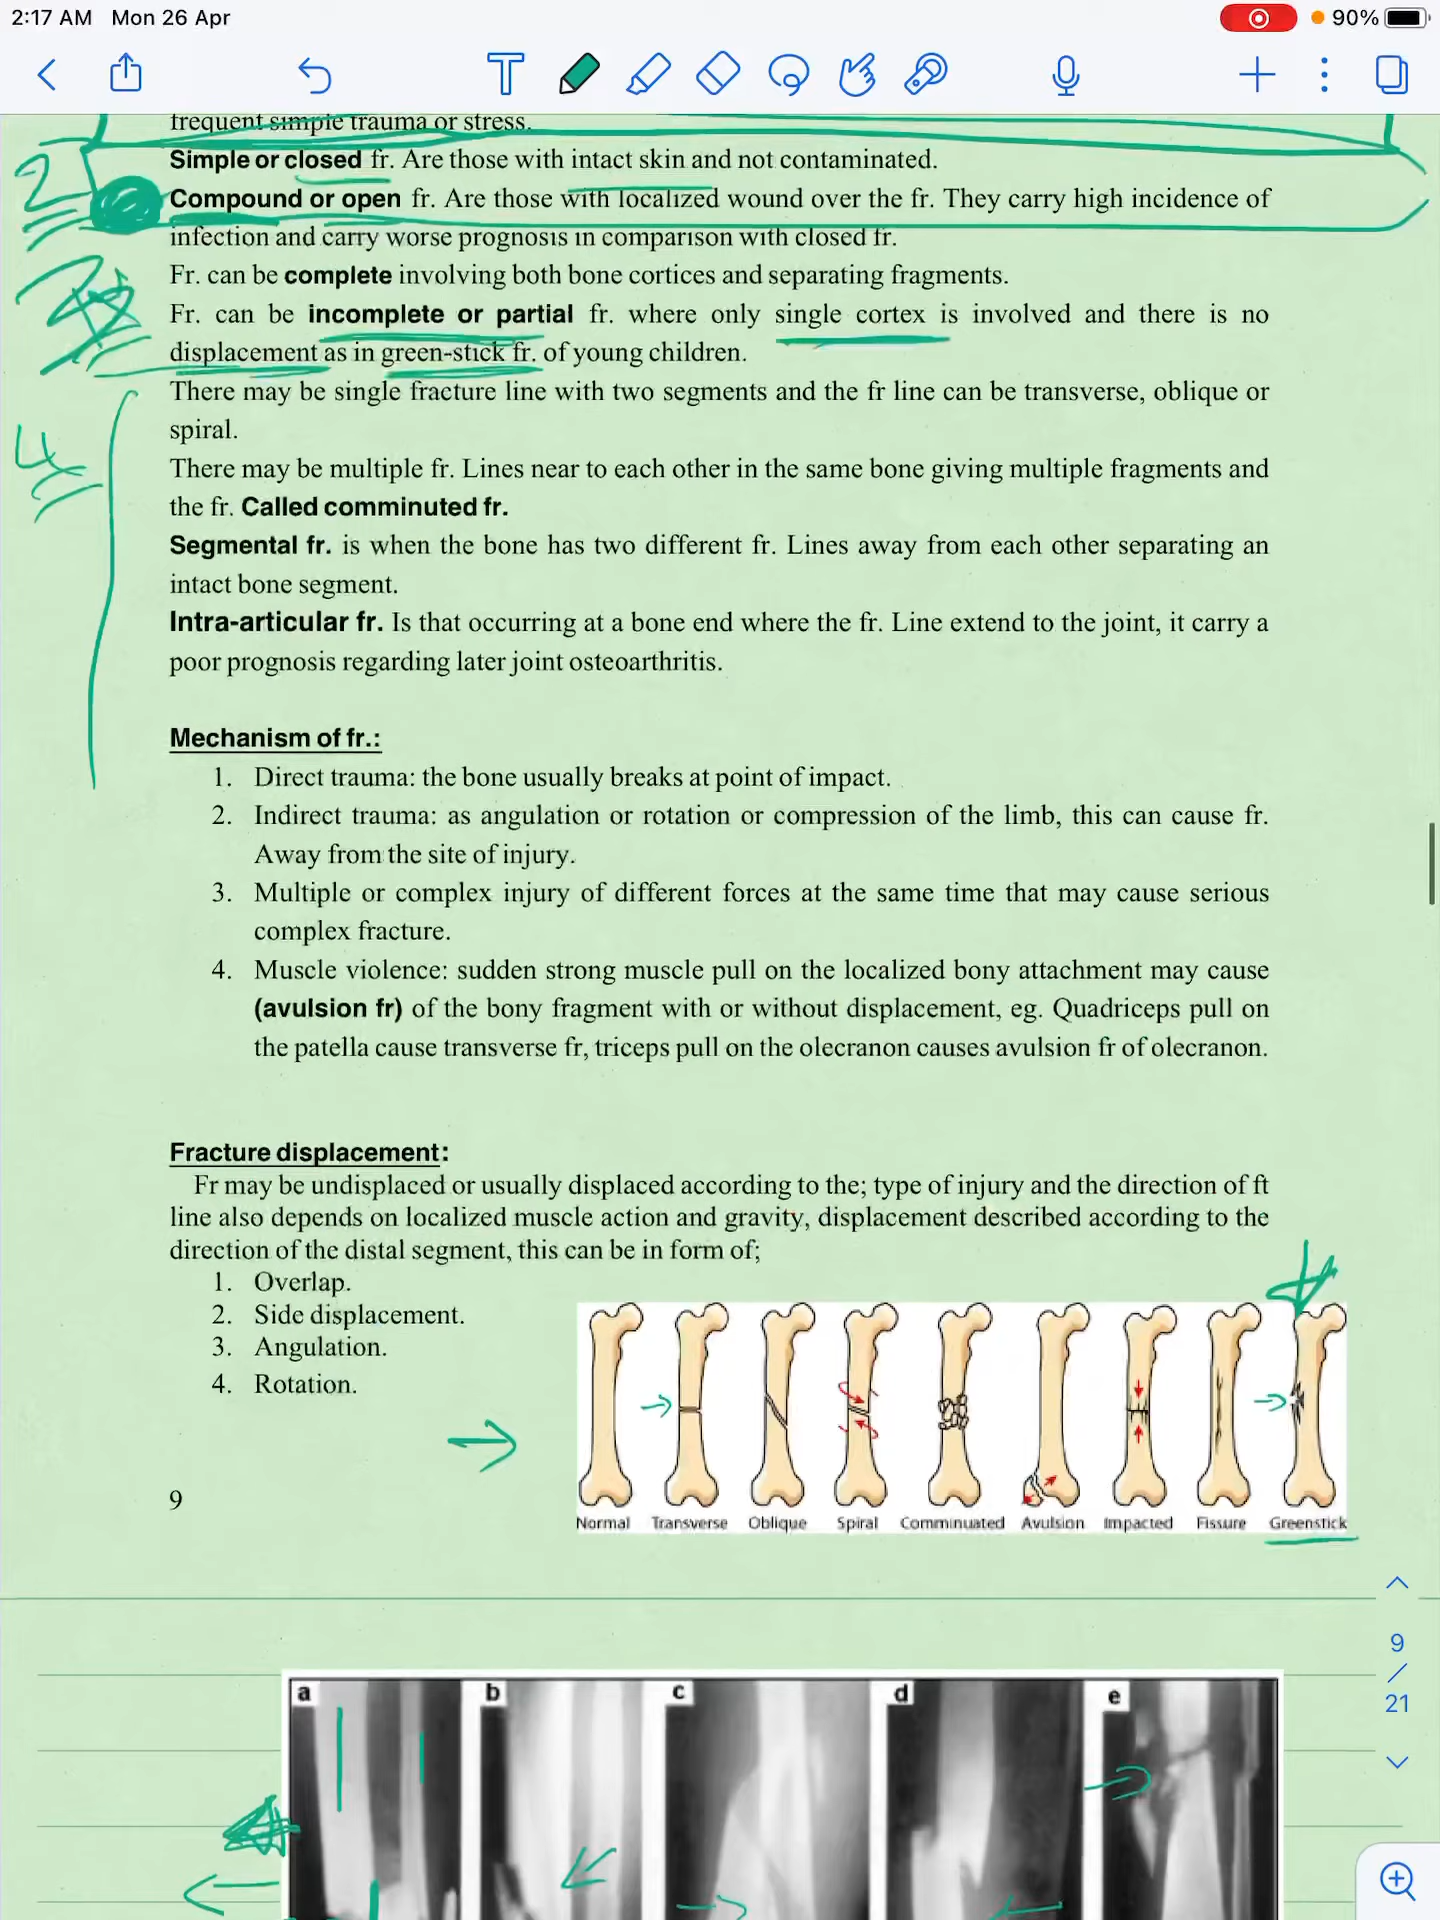 2:17 AM Mon 26 Apr
90%
frequent simple trauma or stress.
Simple or closed fr. Are those with intact skin and not contaminated.
2
Compound or open fr. Are those with localized wound over the fr. They carry high incidence of
infection and carry worse prognosis in comparison with closed fr.
Fr. can be complete involving both bone cortices and separating fragments.
Fr. can be incomplete or partial fr. where only single cortex is involved and there is no
displacement as in green-stick fr. of young children.
There may be single fracture line with two segments and the fr line can be transverse, oblique or
spiral.
4
There may be multiple fr. Lines near to each other in the same bone giving multiple fragments and
the fr. Called comminuted fr.
Segmental fr. is when the bone has two different fr. Lines away from each other separating an
intact bone segment.
Intra-articular fr. Is that occurring at a bone end where the fr. Line extend to the joint, it carry a
poor prognosis regarding later joint osteoarthritis.
Mechanism of fr.:
1. Direct trauma: the bone usually breaks at point of impact.
2. Indirect trauma: as angulation or rotation or compression of the limb, this can cause fr.
Away from the site of injury.
3. Multiple or complex injury of different forces at the same time that may cause serious
complex fracture.
4. Muscle violence: sudden strong muscle pull on the localized bony attachment may cause
(avulsion fr) of the bony fragment with or without displacement, eg. Quadriceps pull on
the patella cause transverse fr, triceps pull on the olecranon causes avulsion fr of olecranon.
Fracture displacement:
Fr may be undisplaced or usually displaced according to the; type of injury and the direction of ft
line also depends on localized muscle action and gravity, displacement described according to the
direction of the distal segment, this can be in form of;
1. Overlap.
2. Side displacement.
3. Angulation.
4. Rotation.
9
Normal Transverse Oblique Spiral Comminuated Avulsion Impacted Fissure Greenstick
9
/
21
a b c d e